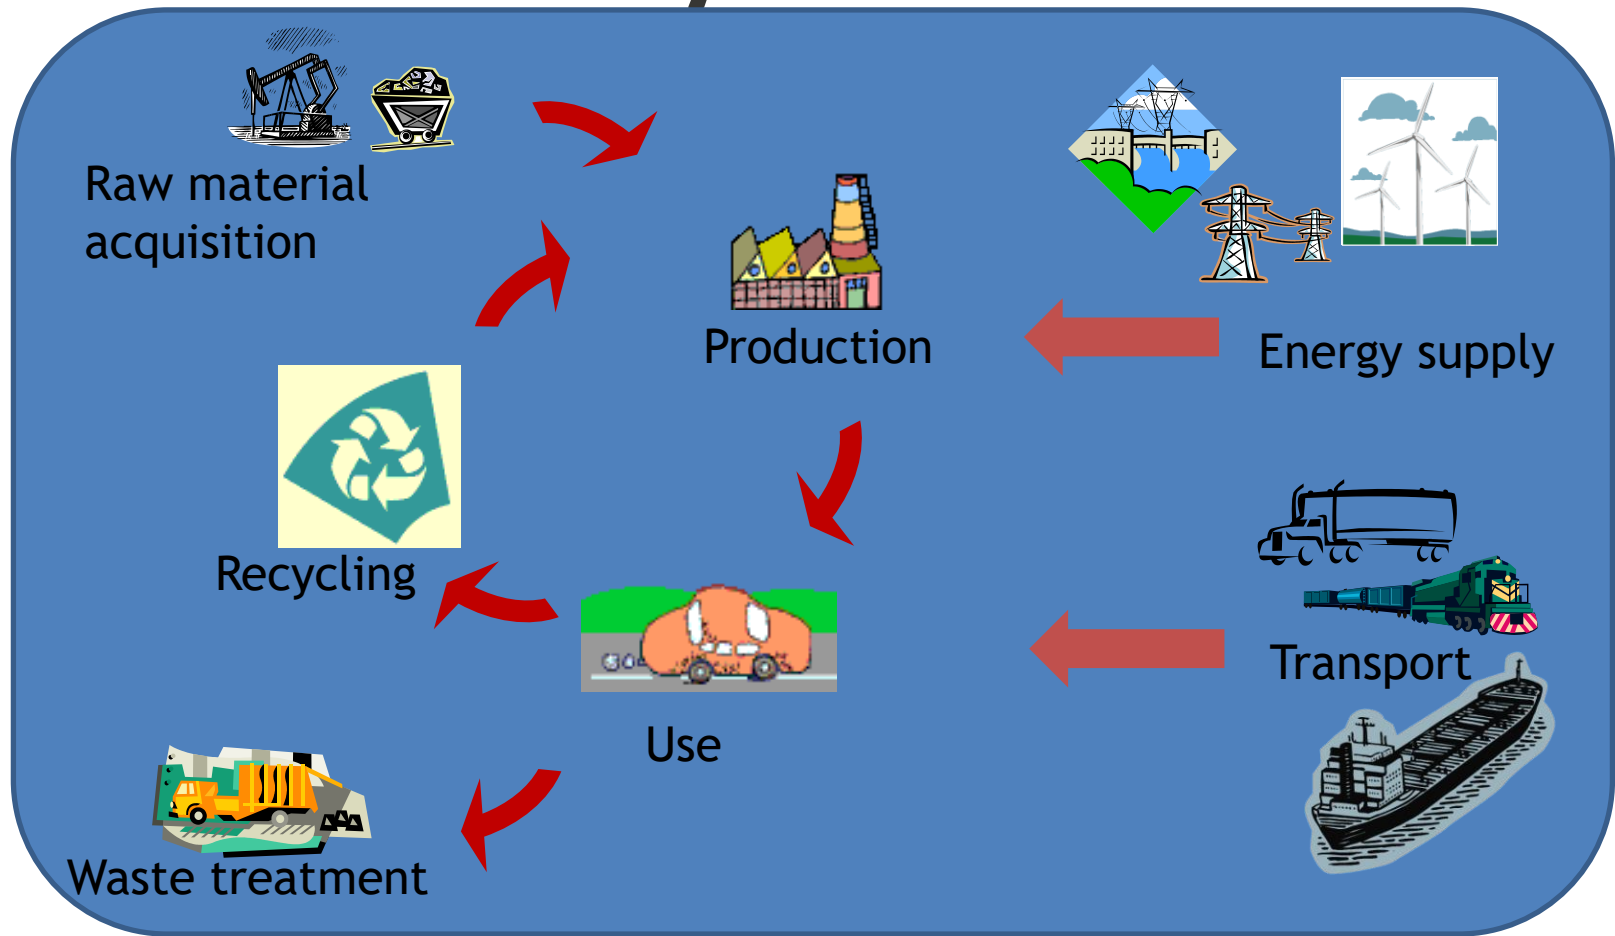 Raw material
acquisition
Production
Energy supply
Recycling
Transport
Use
Waste treatment